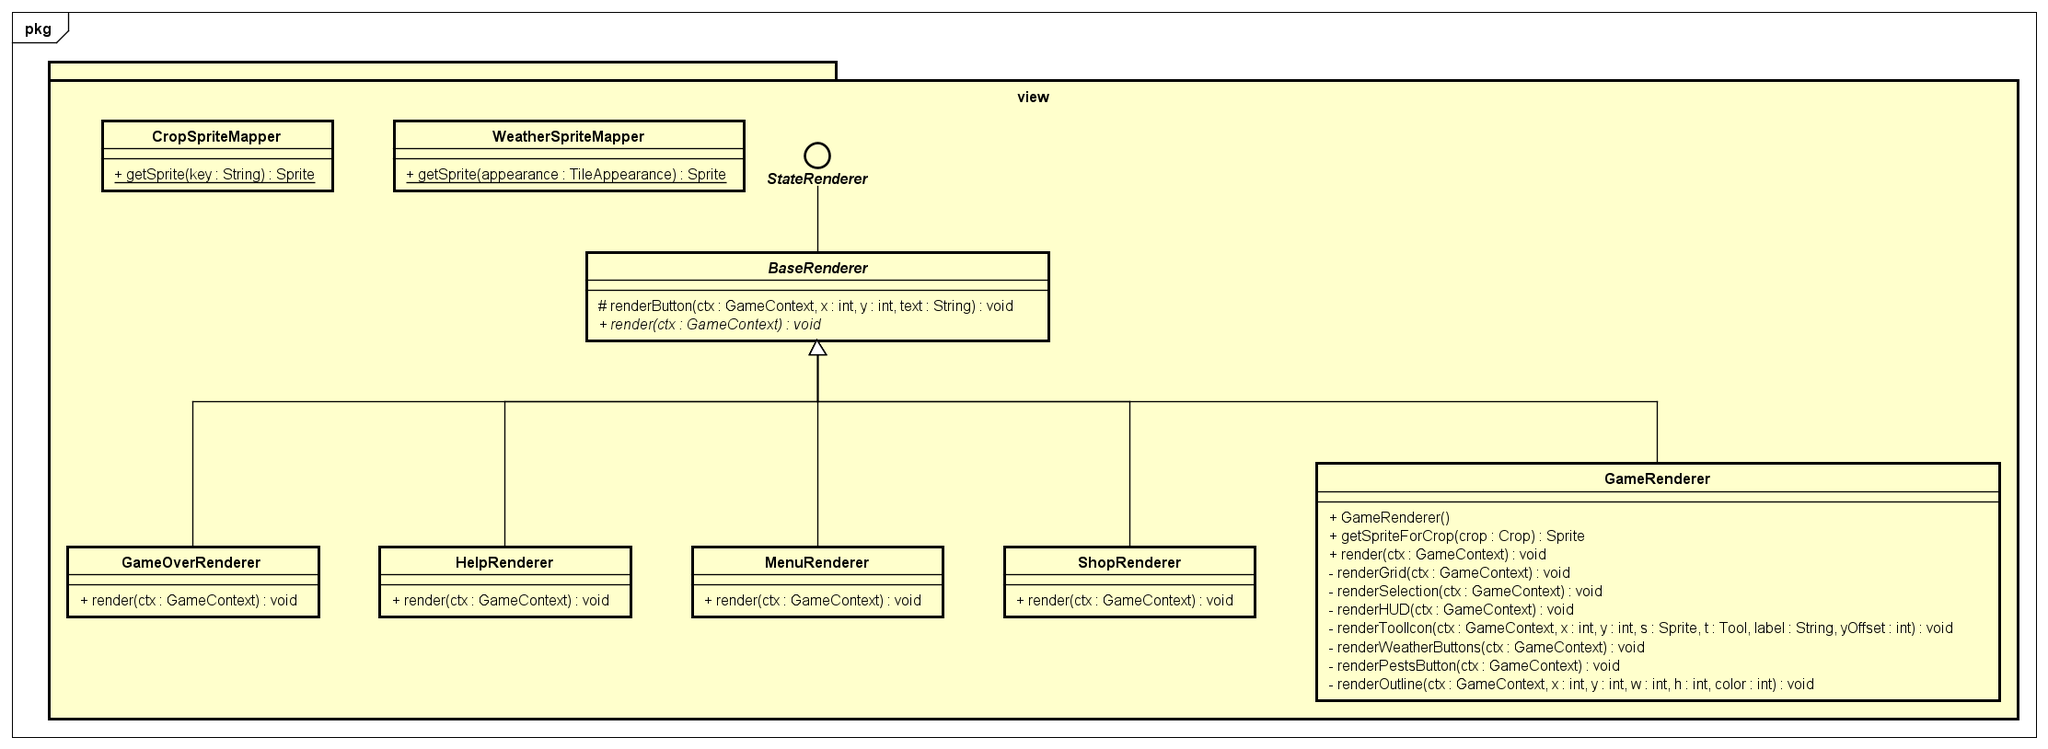 pkg
view
CropSpriteMapper
+ getSprite(key : String) : Sprite
WeatherSpriteMapper
+ getSprite(appearance : TileAppearance) : Sprite
StateRenderer
BaseRenderer
# renderButton(ctx : GameContext, x : int, y : int, text : String) : void
+ render(ctx : GameContext) : void
GameOverRenderer
+ render(ctx : GameContext) : void
HelpRenderer
+ render(ctx : GameContext) : void
MenuRenderer
+ render(ctx : GameContext) : void
ShopRenderer
+ render(ctx : GameContext) : void
GameRenderer
+ GameRenderer()
+ getSpriteForCrop(crop : Crop) : Sprite
+ render(ctx : GameContext) : void
- renderGrid(ctx : GameContext) : void
- renderSelection(ctx : GameContext) : void
- renderHUD(ctx : GameContext) : void
- renderToolIcon(ctx : GameContext, x : int, y : int, s : Sprite, t : Tool, label : String, yOffset : int) : void
- renderWeatherButtons(ctx : GameContext) : void
- renderPestsButton(ctx : GameContext) : void
- renderOutline(ctx : GameContext, x : int, y : int, w : int, h : int, color : int) : void